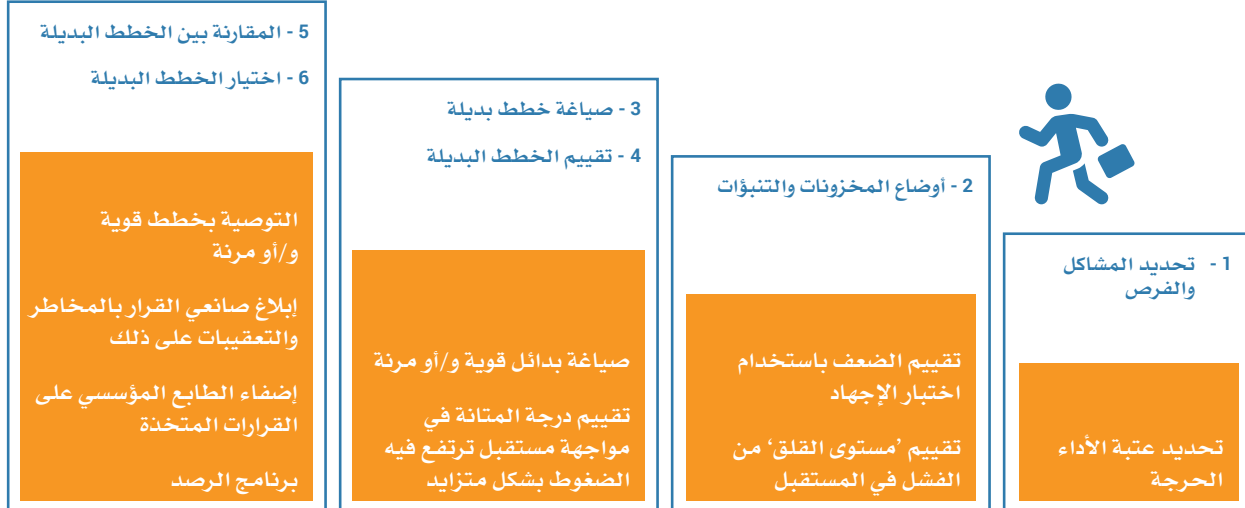 1 - تحديد المشاكل
والفرص
تحديد عتبة الأداء
الحرجة
2 - أوضاع المخزونات والتنبؤات
تقييم الضعف باستخدام
اختبار الإجهاد
تقييم ’مستوى القلق‘ من
الفشل في المستقبل
3 - صياغة خطط بديلة
4 - تقييم الخطط البديلة
صياغة بدائل قوية و/أو مرنة
تقييم درجة المتانة في
مواجهة مستقبل ترتفع فيه
الضغوط بشكل متزايد
5 - المقارنة بين الخطط البديلة
6 - اختيار الخطط البديلة
التوصية بخطط قوية
و/أو مرنة
إبلاغ صانعي القرار بالمخاطر
والتعقيبات على ذلك
إضفاء الطابع المؤسسي على
القرارات المتخذة
برنامج الرصد